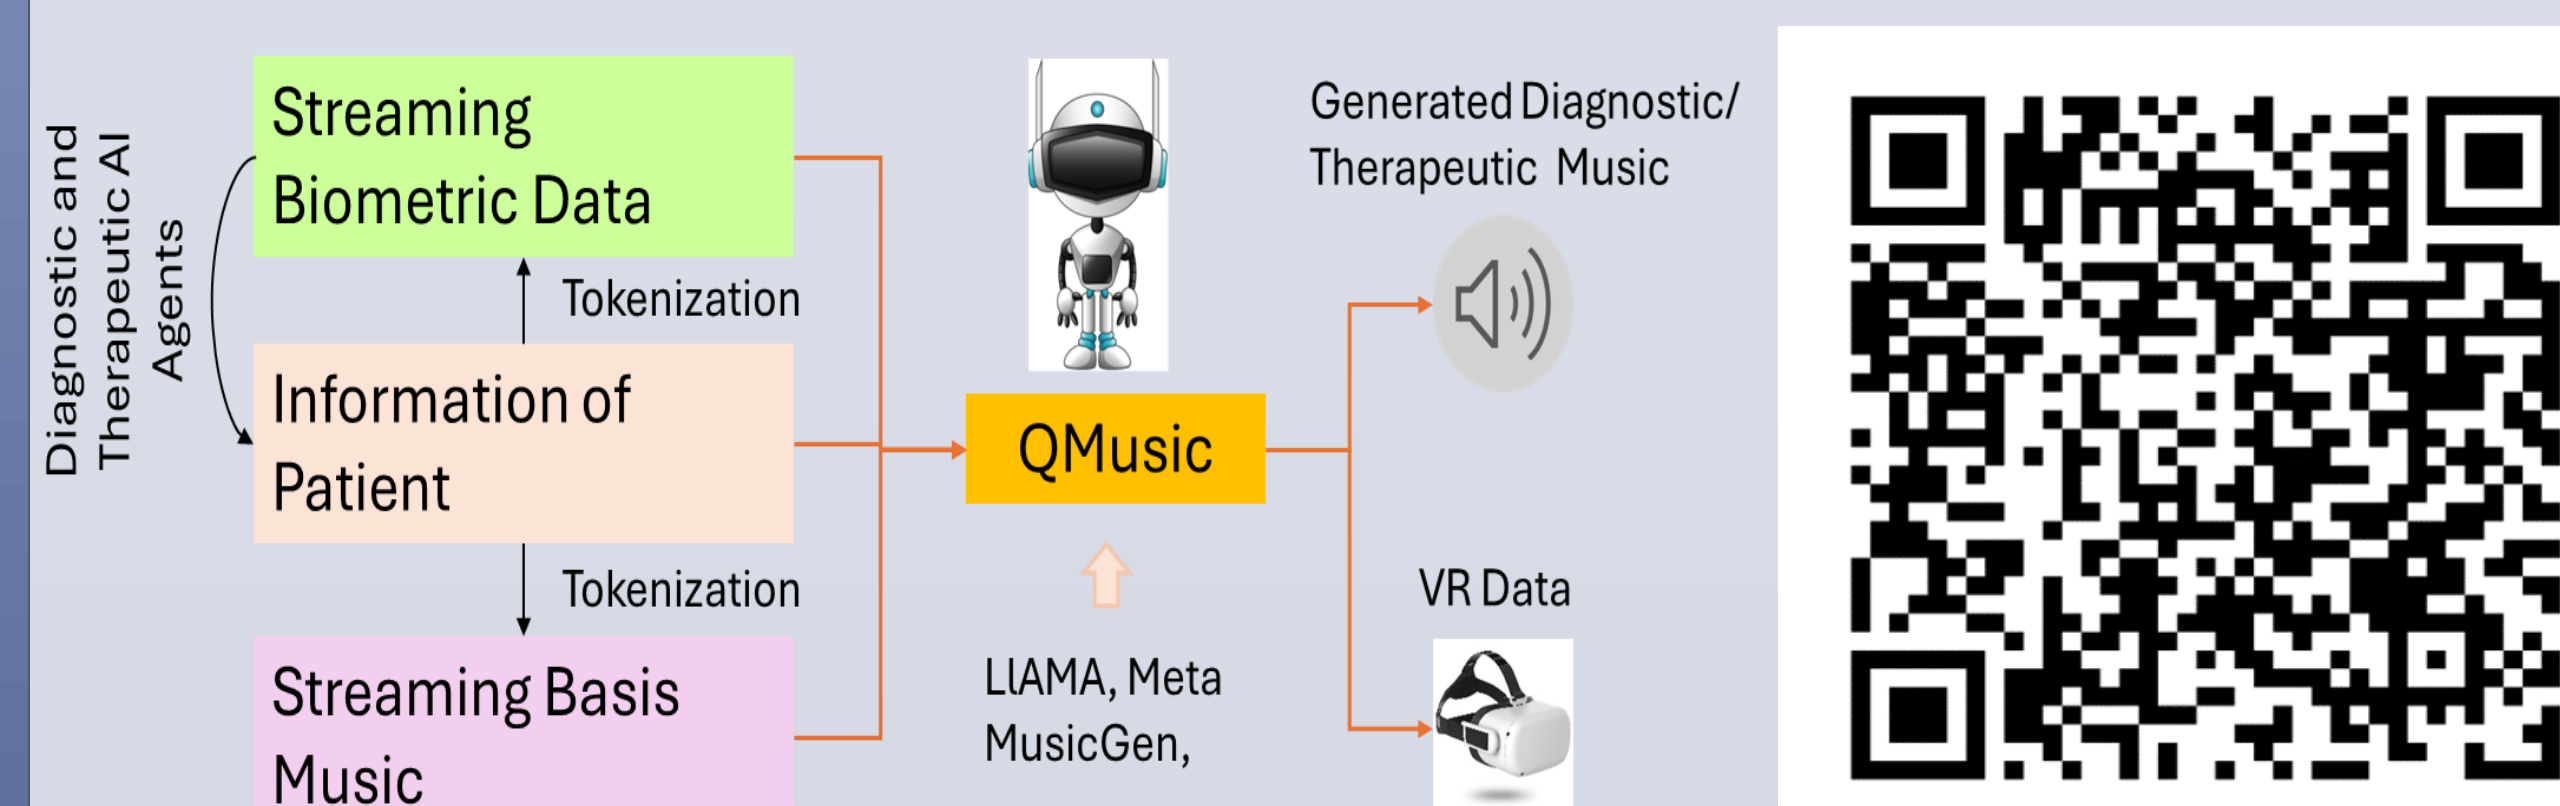 Diagnostic and
Therapeutic AI
Agents
Streaming
Biometric Data
Tokenization
Information of
Patient
Tokenization
Streaming Basis
Music
QMusic
LlAMA, Meta
MusicGen,
Generated Diagnostic/
Therapeutic Music
VR Data